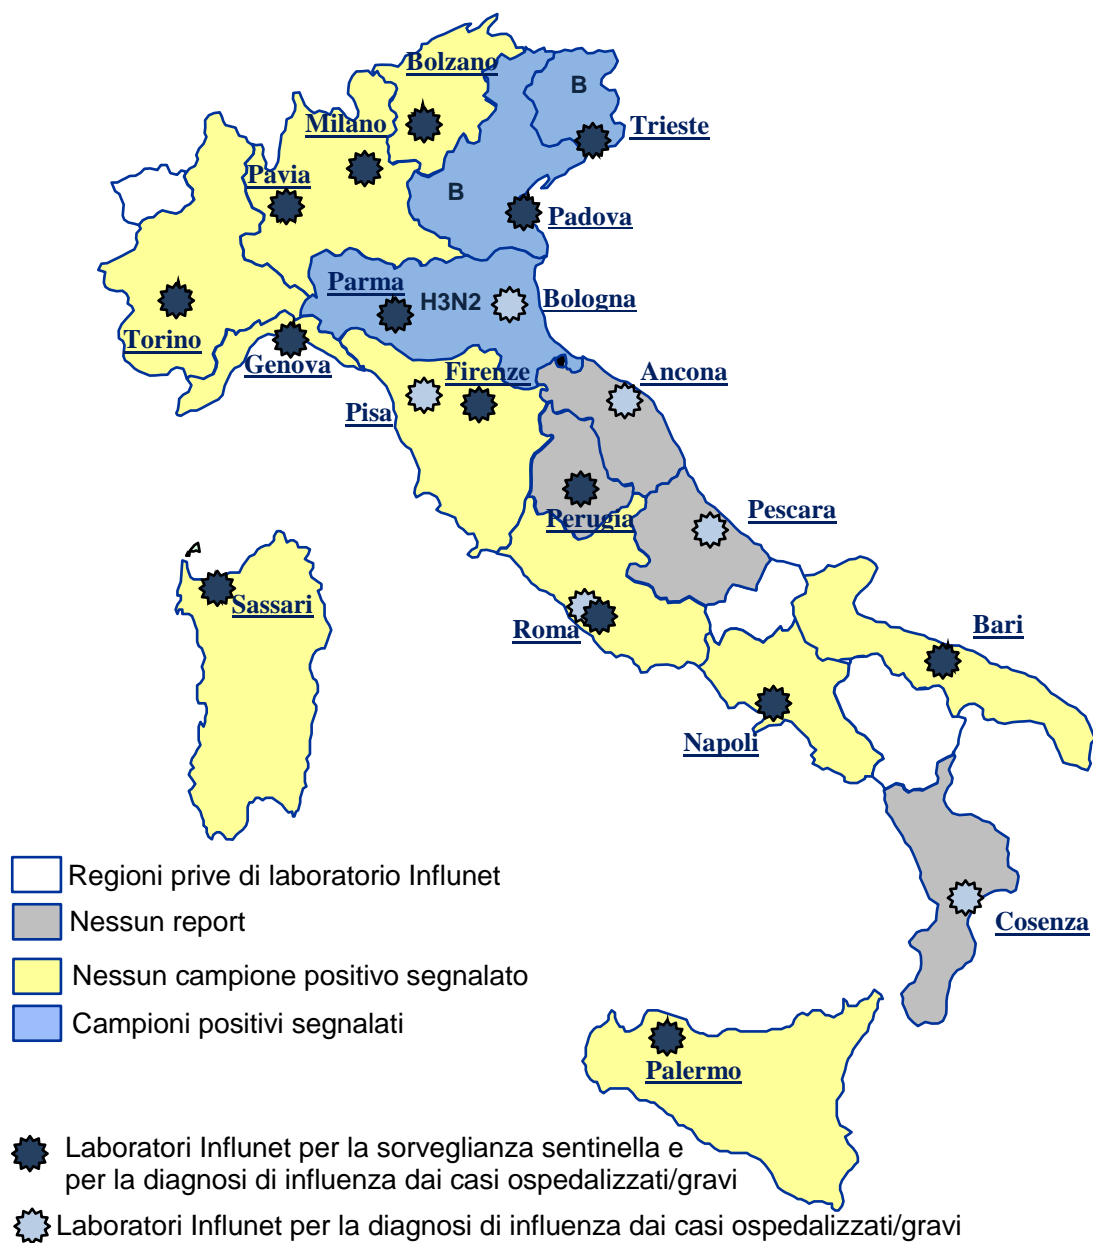 Bolzano
B
Milano
Trieste
Pavia
B
Padova
Parma
H3N2
Bologna
Torino
Genova
Firenze
Ancona
Pisa
Pescara
Perugia
Sassari
Roma
Bari
Napoli
Regioni prive di laboratorio Influnet
Nessun report
Cosenza
Nessun campione positivo segnalato
Campioni positivi segnalati
Palermo
Laboratori Influnet per la sorveglianza sentinella e
per la diagnosi di influenza dai casi ospedalizzati/gravi
Laboratori Influnet per la diagnosi di influenza dai casi ospedalizzati/gravi